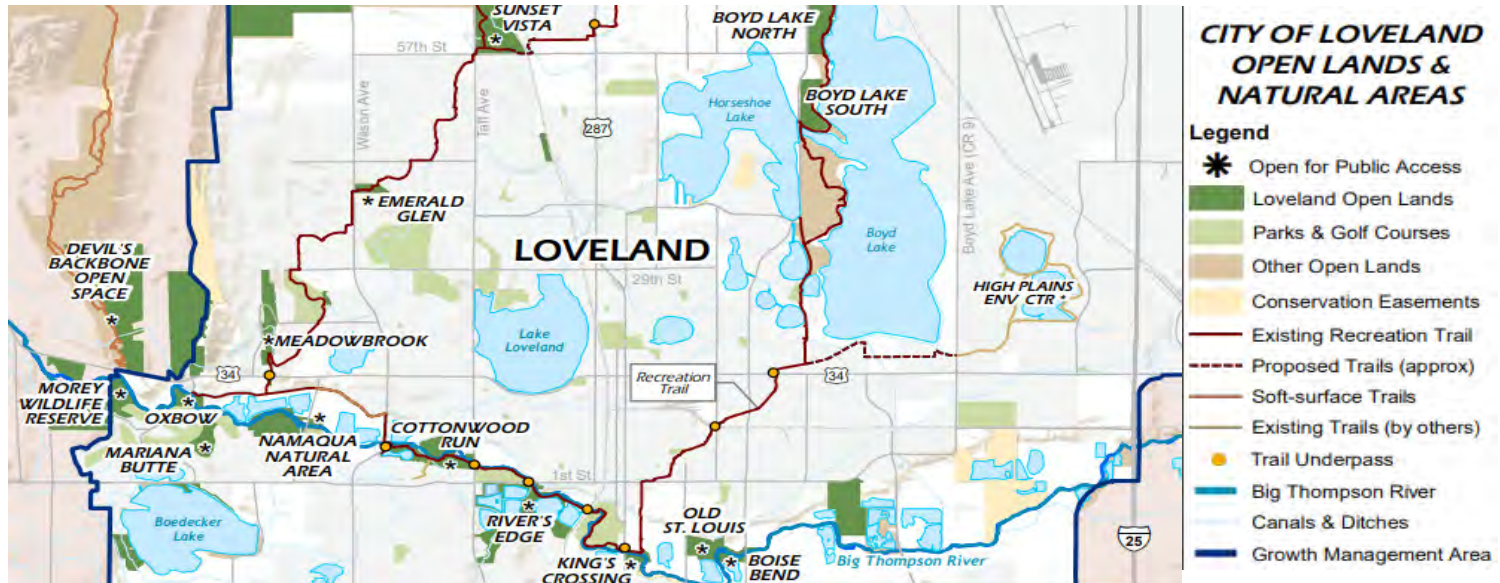 SUNSET
VISTA
BOYD LAKE
NORTH
57th St
Wilson Ave
Taft Ave
287
Horseshoe
Lake
BOYD LAKE
SOUTH
Boyd Lake Ave (CR 9)
EMERALD
GLEN
LOVELAND
Boyd
Lake
DEVIL'S
BACKBONE
OPEN
SPACE
29th St
HIGH PLAINS
ENV CTR
MEADOWBROOK
Lake
Loveland
34
Recreation
Trail
34
MOREY
WILDLIFE
RESERVE
OXBOW
MARIANA
BUTTE
NAMAQUA
NATURAL
AREA
COTTONWOOD
RUN
1st St
Boedecker
Lake
RIVER'S
EDGE
KING'S
CROSSING
OLD
ST. LOUIS
BOISE
BEND
Big Thompson River
25
CITY OF LOVELAND
OPEN LANDS &
NATURAL AREAS
Legend
Open for Public Access
Loveland Open Lands
Parks & Golf Courses
Other Open Lands
Conservation Easements
Existing Recreation Trail
Proposed Trails (approx)
Soft-surface Trails
Existing Trails (by others)
Trail Underpass
Big Thompson River
Canals & Ditches
Growth Management Area